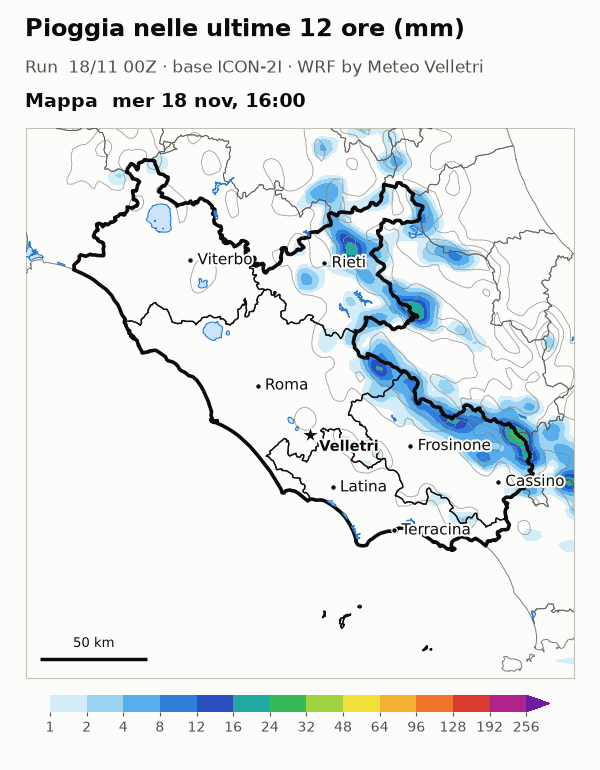 Pioggia nelle ultime 12 ore (mm)
Run 18/11 00Z · base ICON-2I · WRF by Meteo Velletri
Mappa mer 18 nov, 16:00
Viterbo
Rieti
Roma
Velletri
Frosinone
Latina
Cassino
Terracina
50 km
1 2 4 8 12 16 24 32 48 64 96 128 192 256